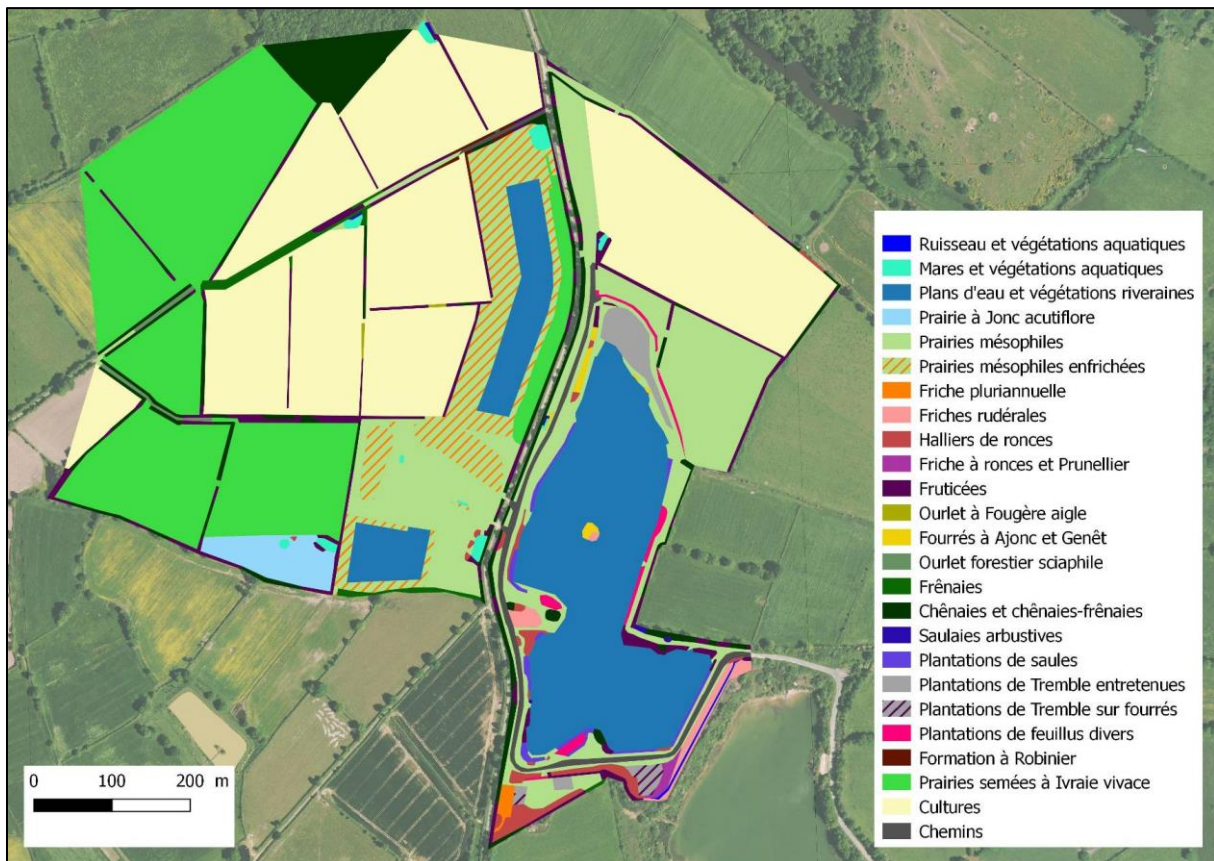 Ruisseau et végétations aquatiques
Mares et végétations aquatiques
Plans d'eau et végétations riveraines
Prairie à Jonc acutiflore
Prairies mésophiles
Prairies mésophiles enfrichées
Friche pluriannuelle
Friches rudérales
Halliers de ronces
Friche à ronces et Prunellier
Fruticées
Ourlet à Fougère aigle
Fourrés à Ajonc et Genêt
Ourlet forestier sciaphile
Frênaies
Chênaies et chênaies-frênaies
Saulaies arbustives
Plantations de saules
Plantations de Tremble entretenues
Plantations de Tremble sur fourrés
Plantations de feuillus divers
Formation à Robinier
Prairies semées à Ivraie vivace
Cultures
Chemins
0 100 200 m